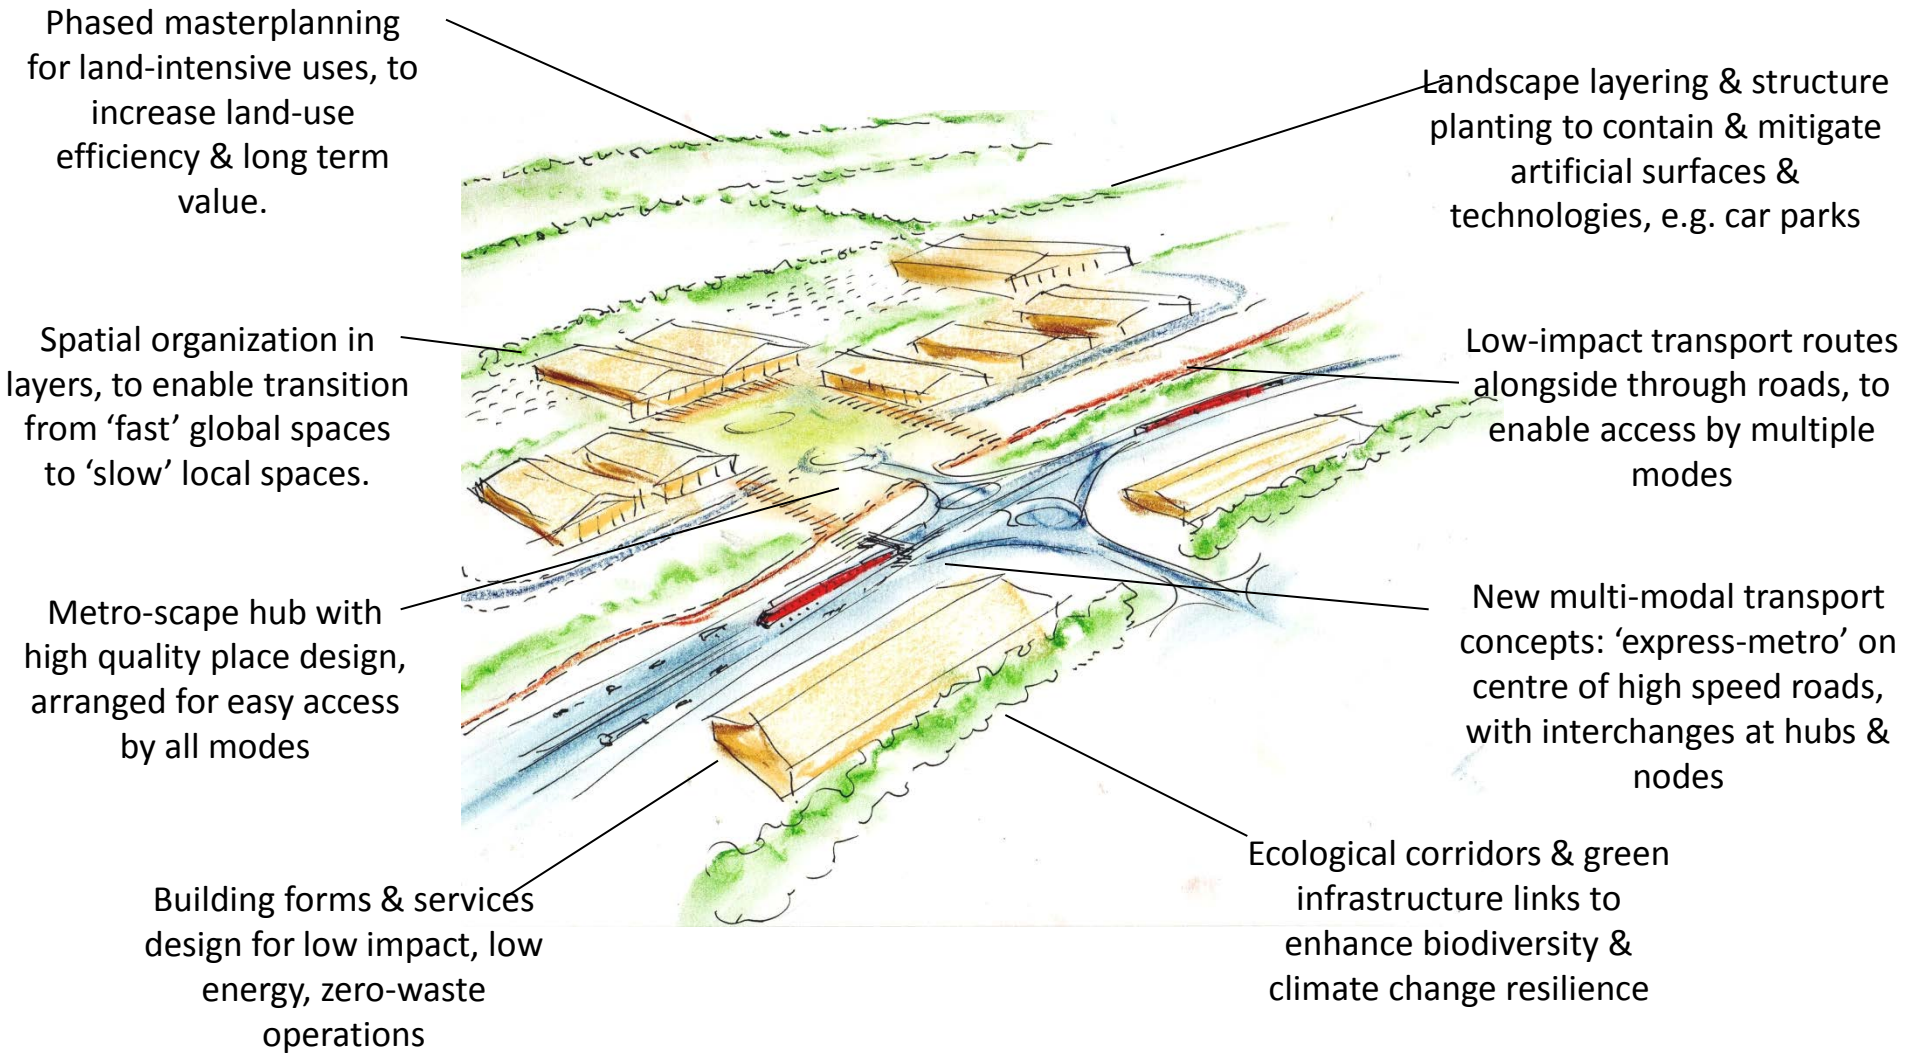 Phased masterplanning
for land-intensive uses, to
increase land-use
efficiency & long term
value.
Spatial organization in
layers, to enable transition
from ‘fast’ global spaces
to ‘slow’ local spaces.
Metro-scape hub with
high quality place design,
arranged for easy access
by all modes
Building forms & services
design for low impact, low
energy, zero-waste
operations
Landscape layering & structure
planting to contain & mitigate
artificial surfaces &
technologies, e.g. car parks
Low-impact transport routes
alongside through roads, to
enable access by multiple
modes
New multi-modal transport
concepts: ‘express-metro’ on
centre of high speed roads,
with interchanges at hubs &
nodes
Ecological corridors & green
infrastructure links to
enhance biodiversity &
climate change resilience